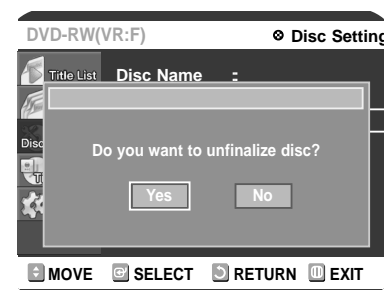 DVD-RW(VR:F) Disc Setting
Title List Disc Name :
Disc
Do you want to unfinalize disc?
Yes No
MOVE SELECT RETURN EXIT